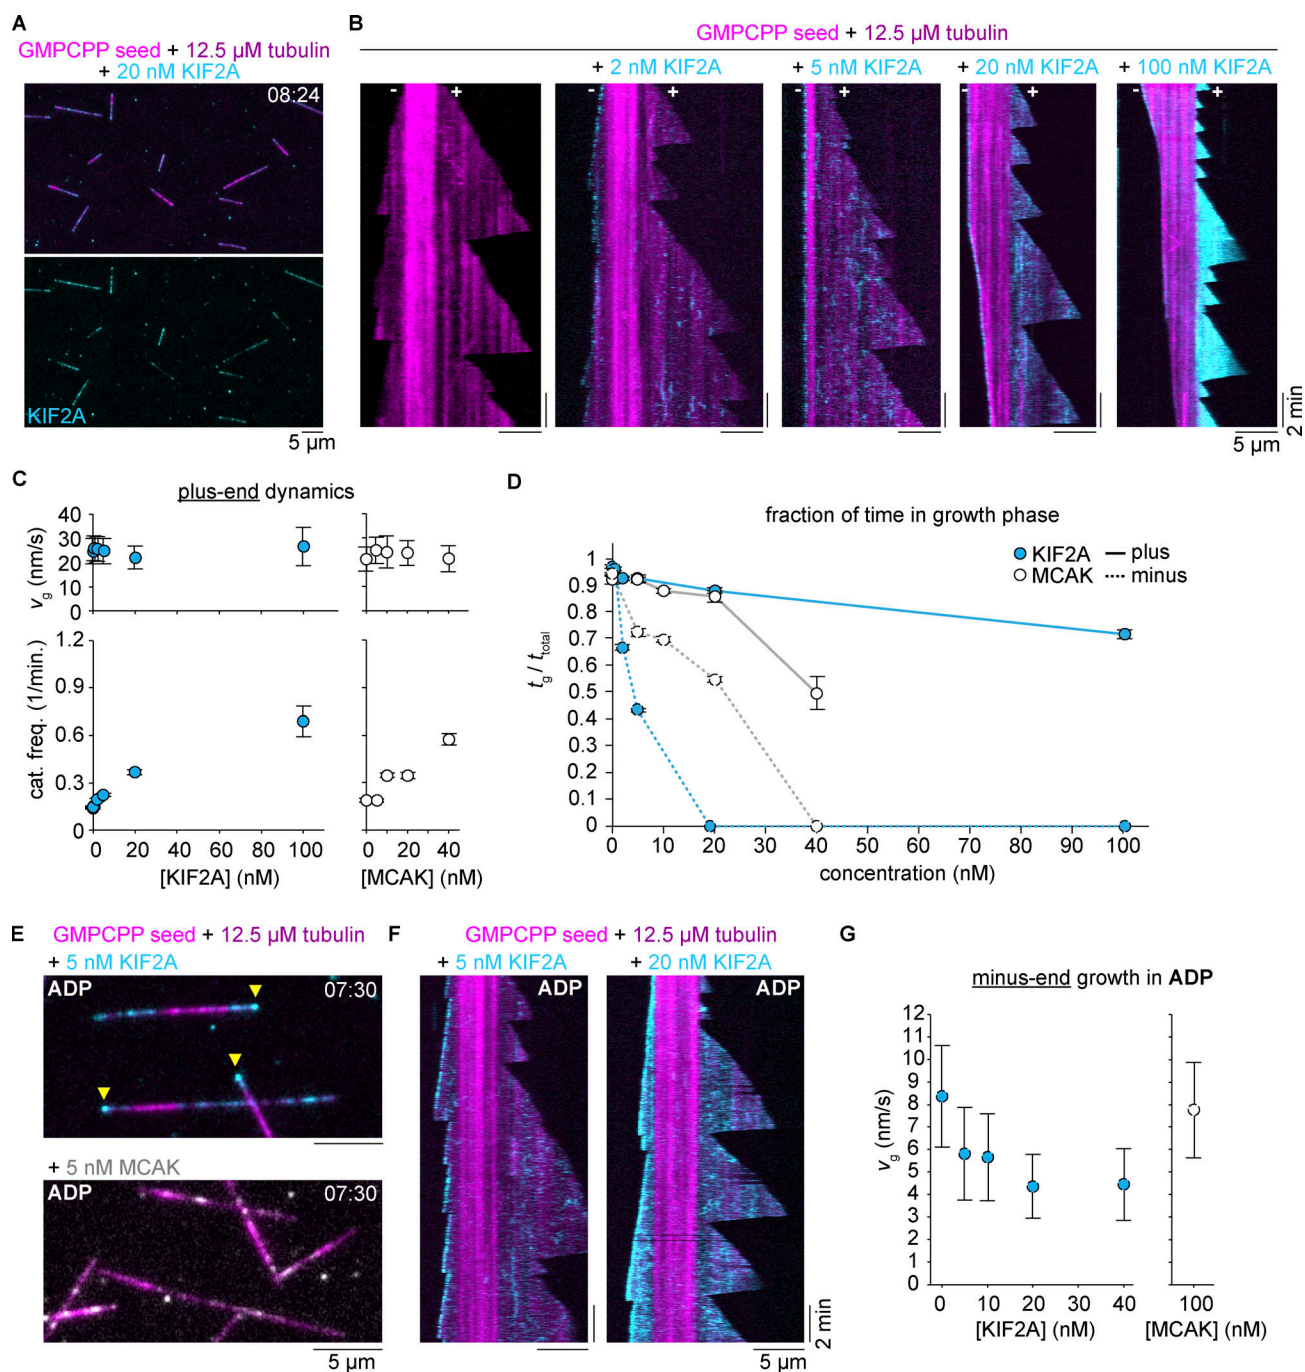 A
GMPCPP seed + 12.5 µM tubulin
+ 20 nM KIF2A
08:24
KIF2A
5 µm
B
GMPCPP seed + 12.5 µM tubulin
+ 2 nM KIF2A
+ 5 nM KIF2A
+ 20 nM KIF2A
+ 100 nM KIF2A
- +
- +
- +
- +
- +
5 µm
2 min
C
plus-end dynamics
40
30
20
10
0
vg (nm/s)
1.2
0.9
0.6
0.3
0
cat. freq. (1/min.)
0 20 40 60 80 100
[KIF2A] (nM)
0 20 40
[MCAK] (nM)
D
fraction of time in growth phase
KIF2A
MCAK
plus
minus
1
0.9
0.8
0.7
0.6
0.5
0.4
0.3
0.2
0.1
0
tg / ttotal
0 10 20 30 40 50 60 70 80 90 100
concentration (nM)
E
GMPCPP seed + 12.5 µM tubulin
+ 5 nM KIF2A
ADP
07:30
+ 5 nM MCAK
ADP
07:30
5 µm
F
GMPCPP seed + 12.5 µM tubulin
+ 5 nM KIF2A
+ 20 nM KIF2A
ADP
ADP
5 µm
2 min
G
minus-end growth in ADP
12
11
10
9
8
7
6
5
4
3
2
1
0
vg (nm/s)
0 10 20 30 40
[KIF2A] (nM)
100
[MCAK] (nM)